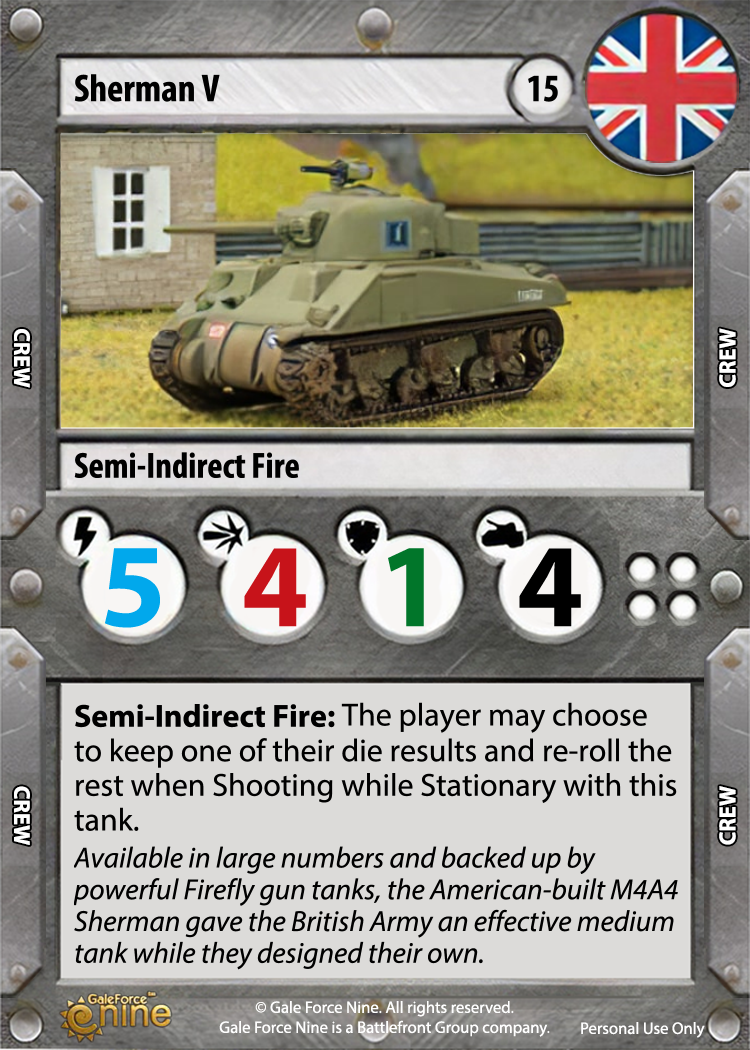 Sherman V
15
CREW
CREW
Semi-Indirect Fire
5 4 1 4
Semi-Indirect Fire: The player may choose
to keep one of their die results and re-roll the
rest when Shooting while Stationary with this
tank.
Available in large numbers and backed up by
powerful Firefly gun tanks, the American-built M4A4
Sherman gave the British Army an effective medium
tank while they designed their own.
CREW
CREW
GaleForce™
nine
© Gale Force Nine. All rights reserved.
Gale Force Nine is a Battlefront Group company.
Personal Use Only